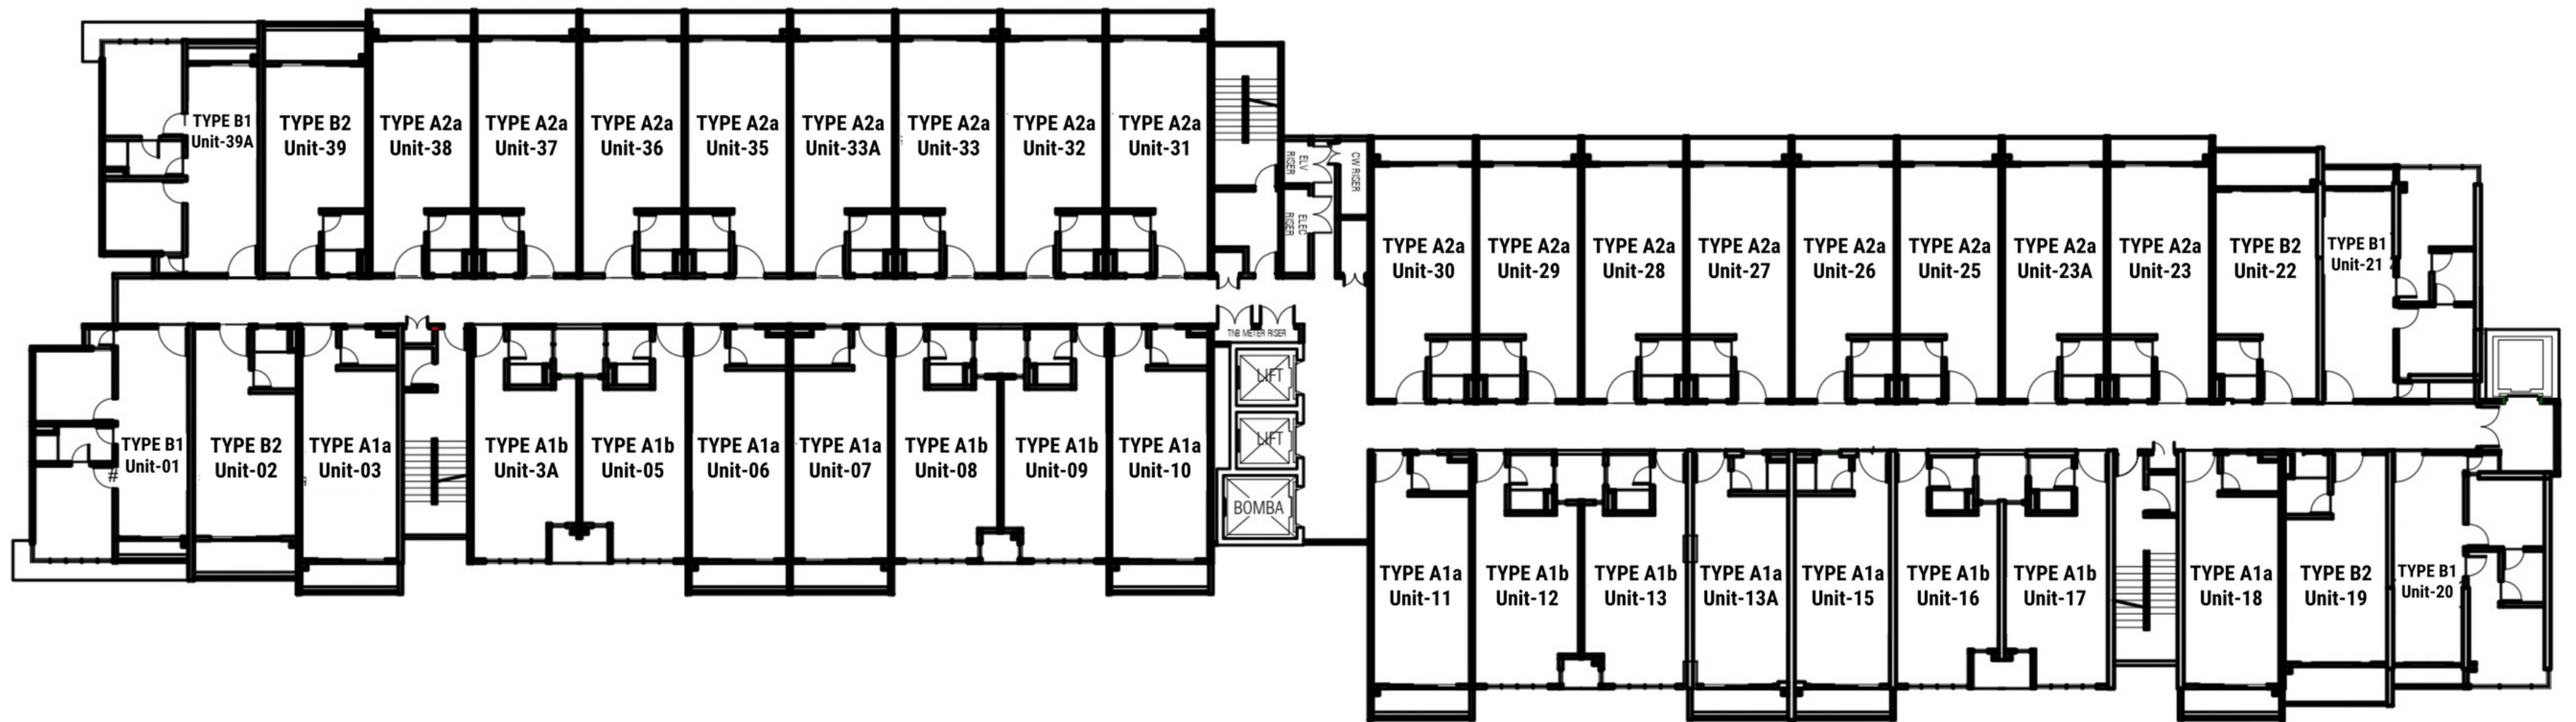 TYPE B1
Unit-39A
TYPE B2
Unit-39
TYPE A2a
Unit-38
TYPE A2a
Unit-37
TYPE A2a
Unit-36
TYPE A2a
Unit-35
TYPE A2a
Unit-33A
TYPE A2a
Unit-33
TYPE A2a
Unit-32
TYPE A2a
Unit-31
ELV
RISER
CW RISER
ELEC
RISER
TYPE A2a
Unit-30
TYPE A2a
Unit-29
TYPE A2a
Unit-28
TYPE A2a
Unit-27
TYPE A2a
Unit-26
TYPE A2a
Unit-25
TYPE A2a
Unit-23A
TYPE A2a
Unit-23
TYPE B2
Unit-22
TYPE B1
Unit-21
TNB METER RISER
LIFT
LIFT
BOMBA
TYPE B1
Unit-01
TYPE B2
Unit-02
TYPE A1a
Unit-03
TYPE A1b
Unit-3A
TYPE A1b
Unit-05
TYPE A1a
Unit-06
TYPE A1a
Unit-07
TYPE A1b
Unit-08
TYPE A1b
Unit-09
TYPE A1a
Unit-10
TYPE A1a
Unit-11
TYPE A1b
Unit-12
TYPE A1b
Unit-13
TYPE A1a
Unit-13A
TYPE A1a
Unit-15
TYPE A1b
Unit-16
TYPE A1b
Unit-17
TYPE A1a
Unit-18
TYPE B2
Unit-19
TYPE B1
Unit-20